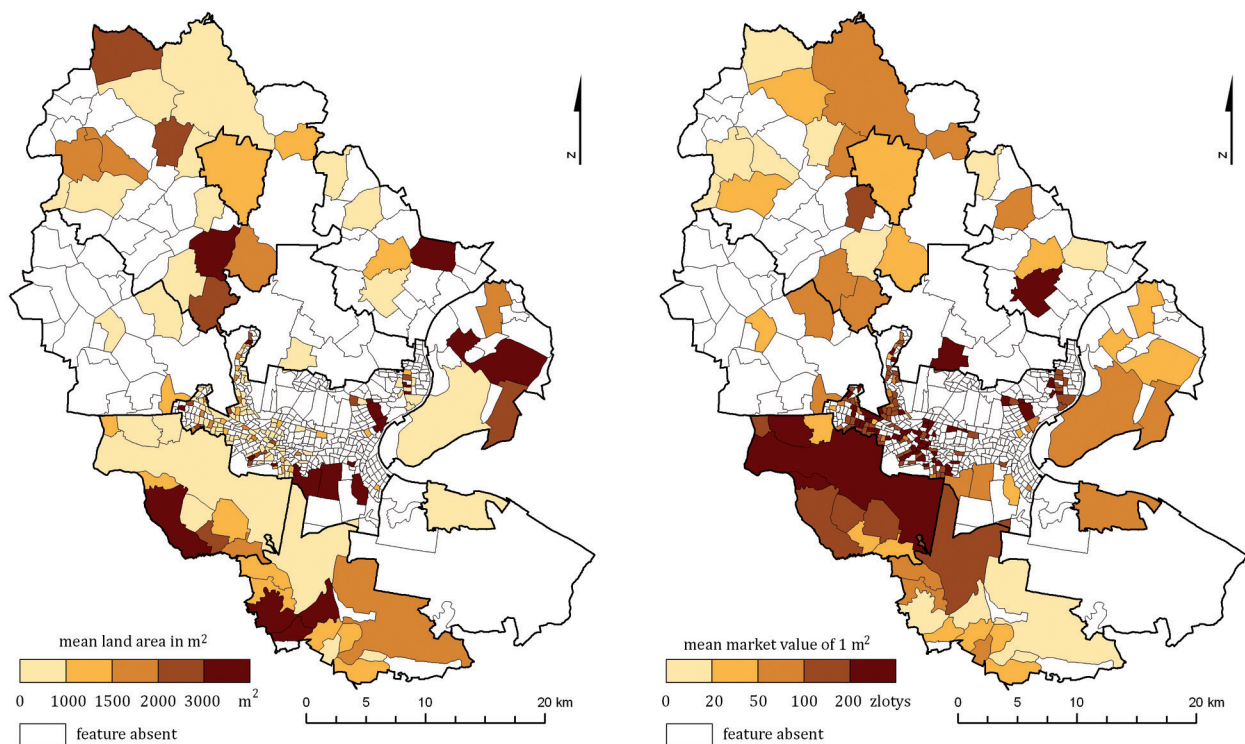 N
mean land area in m²
0 1000 1500 2000 3000 m²
feature absent
0 5 10 20 km
N
mean market value of 1 m²
0 20 50 100 200 zlotys
feature absent
0 5 10 20 km